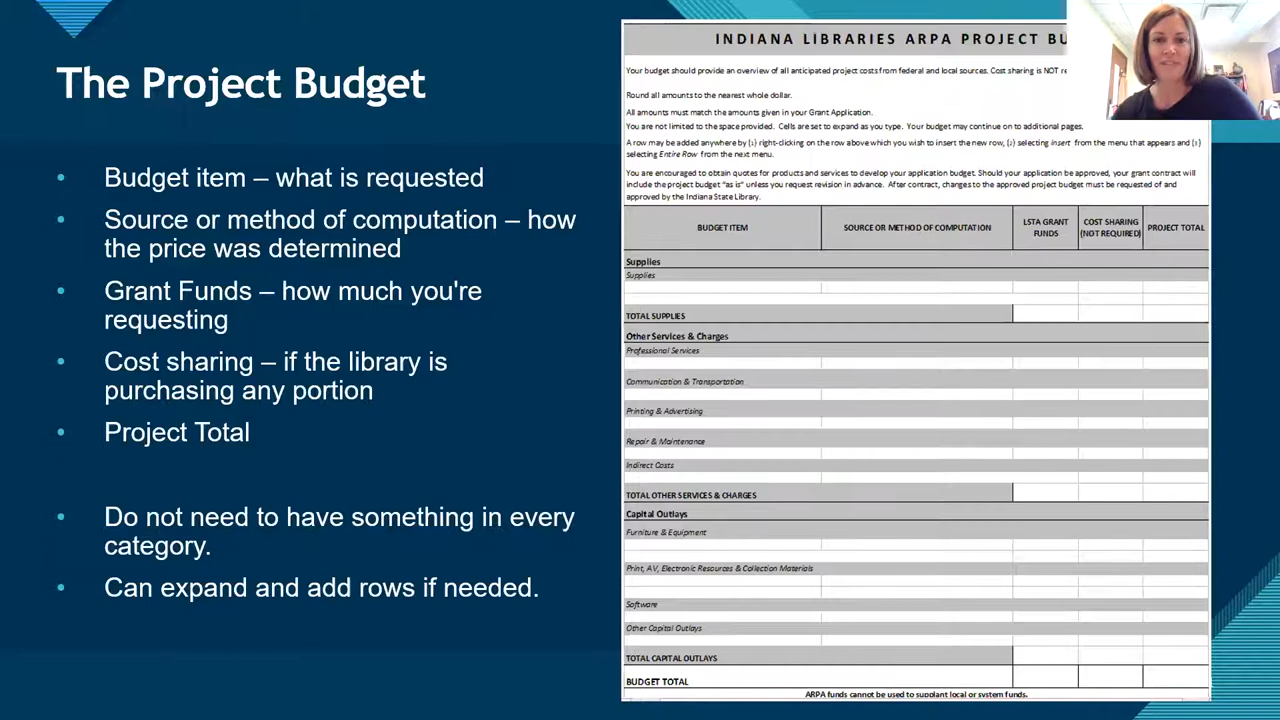 The Project Budget
• Budget item – what is requested
• Source or method of computation – how
the price was determined
• Grant Funds – how much you're
requesting
• Cost sharing – if the library is
purchasing any portion
• Project Total
• Do not need to have something in every
category.
• Can expand and add rows if needed.
INDIANA LIBRARIES ARPA PROJECT BU
Your budget should provide an overview of all anticipated project costs from federal and local sources. Cost sharing is NOT re
Round all amounts to the nearest whole dollar.
All amounts must match the amounts given in your Grant Application.
You are not limited to the space provided. Cells are set to expand as you type. Your budget may continue on to additional pages.
A row may be added anywhere by (1) right-clicking on the row above which you wish to insert the new row, (2) selecting Insert from the menu that appears and (3)
selecting Entire Row from the next menu.
You are encouraged to obtain quotes for products and services to develop your application budget. Should your application be approved, your grant contract will
include the project budget "as is" unless you request revision in advance. After contract, changes to the approved project budget must be requested of and
approved by the Indiana State Library.
BUDGET ITEM SOURCE OR METHOD OF COMPUTATION LSTA GRANT FUNDS COST SHARING (NOT REQUIRED) PROJECT TOTAL
Supplies
Supplies
TOTAL SUPPLIES
Other Services & Charges
Professional Services
Communication & Transportation
Printing & Advertising
Repair & Maintenance
Indirect Costs
TOTAL OTHER SERVICES & CHARGES
Capital Outlays
Furniture & Equipment
Print, AV, Electronic Resources & Collection Materials
Software
Other Capital Outlays
TOTAL CAPITAL OUTLAYS
BUDGET TOTAL
ARPA funds cannot be used to supplant local or system funds.